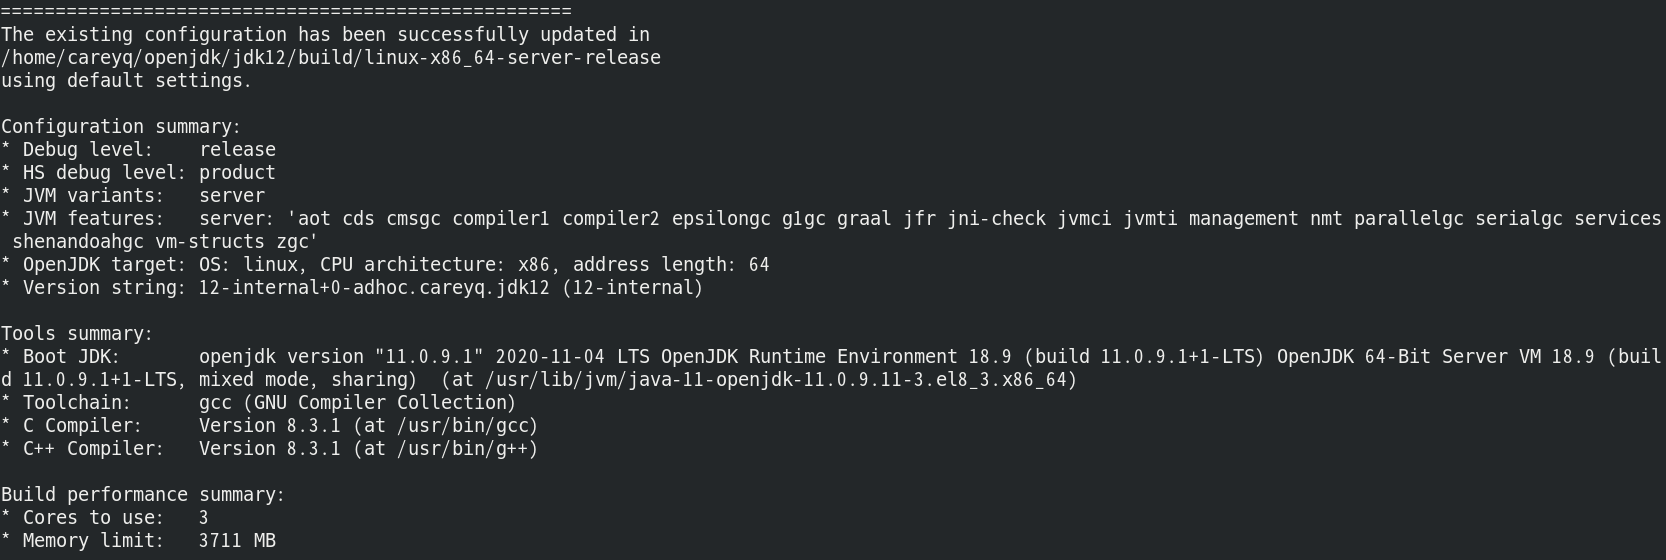 ====================================================
The existing configuration has been successfully updated in
/home/careyq/openjdk/jdk12/build/linux-x86_64-server-release
using default settings.

Configuration summary:
* Debug level:    release
* HS debug level: product
* JVM variants:   server
* JVM features:   server: 'aot cds cmsgc compiler1 compiler2 epsilongc g1gc graal jfr jni-check jvmci jvmti management nmt parallelgc serialgc services
 shenandoahgc vm-structs zgc'
* OpenJDK target: OS: linux, CPU architecture: x86, address length: 64
* Version string: 12-internal+0-adhoc.careyq.jdk12 (12-internal)

Tools summary:
* Boot JDK:       openjdk version "11.0.9.1" 2020-11-04 LTS OpenJDK Runtime Environment 18.9 (build 11.0.9.1+1-LTS) OpenJDK 64-Bit Server VM 18.9 (buil
d 11.0.9.1+1-LTS, mixed mode, sharing)  (at /usr/lib/jvm/java-11-openjdk-11.0.9.11-3.el8_3.x86_64)
* Toolchain:      gcc (GNU Compiler Collection)
* C Compiler:     Version 8.3.1 (at /usr/bin/gcc)
* C++ Compiler:   Version 8.3.1 (at /usr/bin/g++)

Build performance summary:
* Cores to use:   3
* Memory limit:   3711 MB